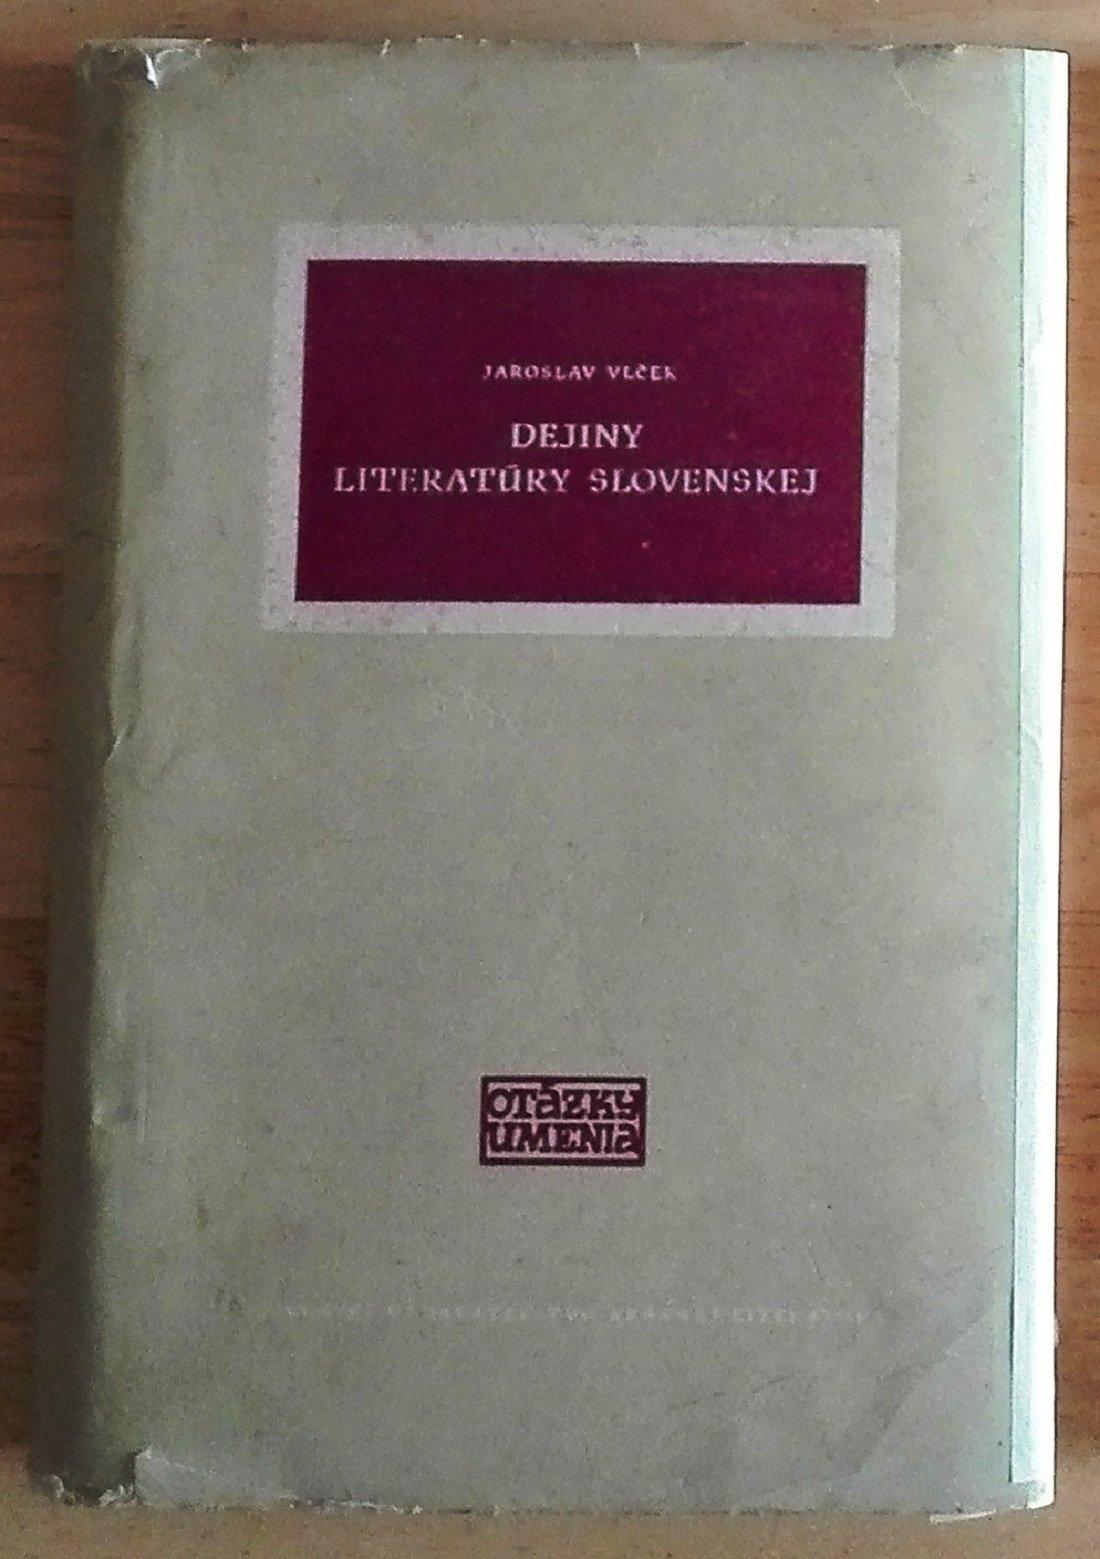 JAROSLAV VLČEK
DEJINY
LITERATÚRY SLOVENSKEJ
OTÁZKY
UMENIA